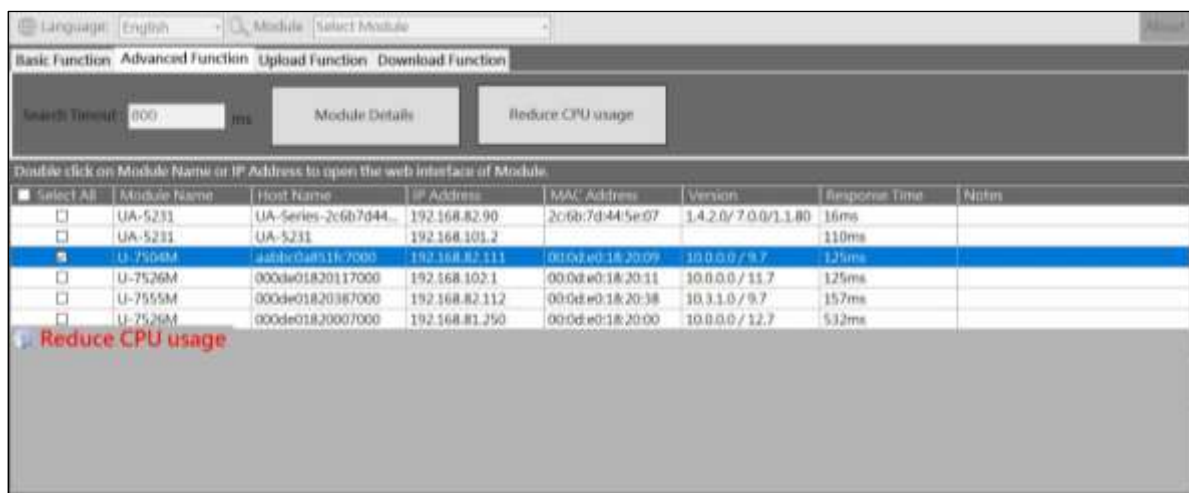 Language: English Module Select Module About
Basic Function Advanced Function Upload Function Download Function
Search Timeout: 800 ms Module Details Reduce CPU usage
Double click on Module Name or IP Address to open the web interface of Module.
Select All Module Name Host Name IP Address MAC Address Version Response Time Notes
UA-5231 UA-Series-2c6b7d44... 192.168.82.90 2c:6b:7d:44:5e:07 1.4.2.0/ 7.0.0/1.1.80 16ms
UA-5231 UA-5231 192.168.101.2 110ms
U-7504M aabbc0a851fc7000 192.168.82.111 00:0d:e0:18:20:09 10.0.0.0 / 9.7 125ms
U-7526M 000de01820117000 192.168.102.1 00:0d:e0:18:20:11 10.0.0.0 / 11.7 125ms
U-7555M 000de01820387000 192.168.82.112 00:0d:e0:18:20:38 10.3.1.0 / 9.7 157ms
U-7526M 000de01820007000 192.168.81.250 00:0d:e0:18:20:00 10.0.0.0 / 12.7 532ms
Reduce CPU usage